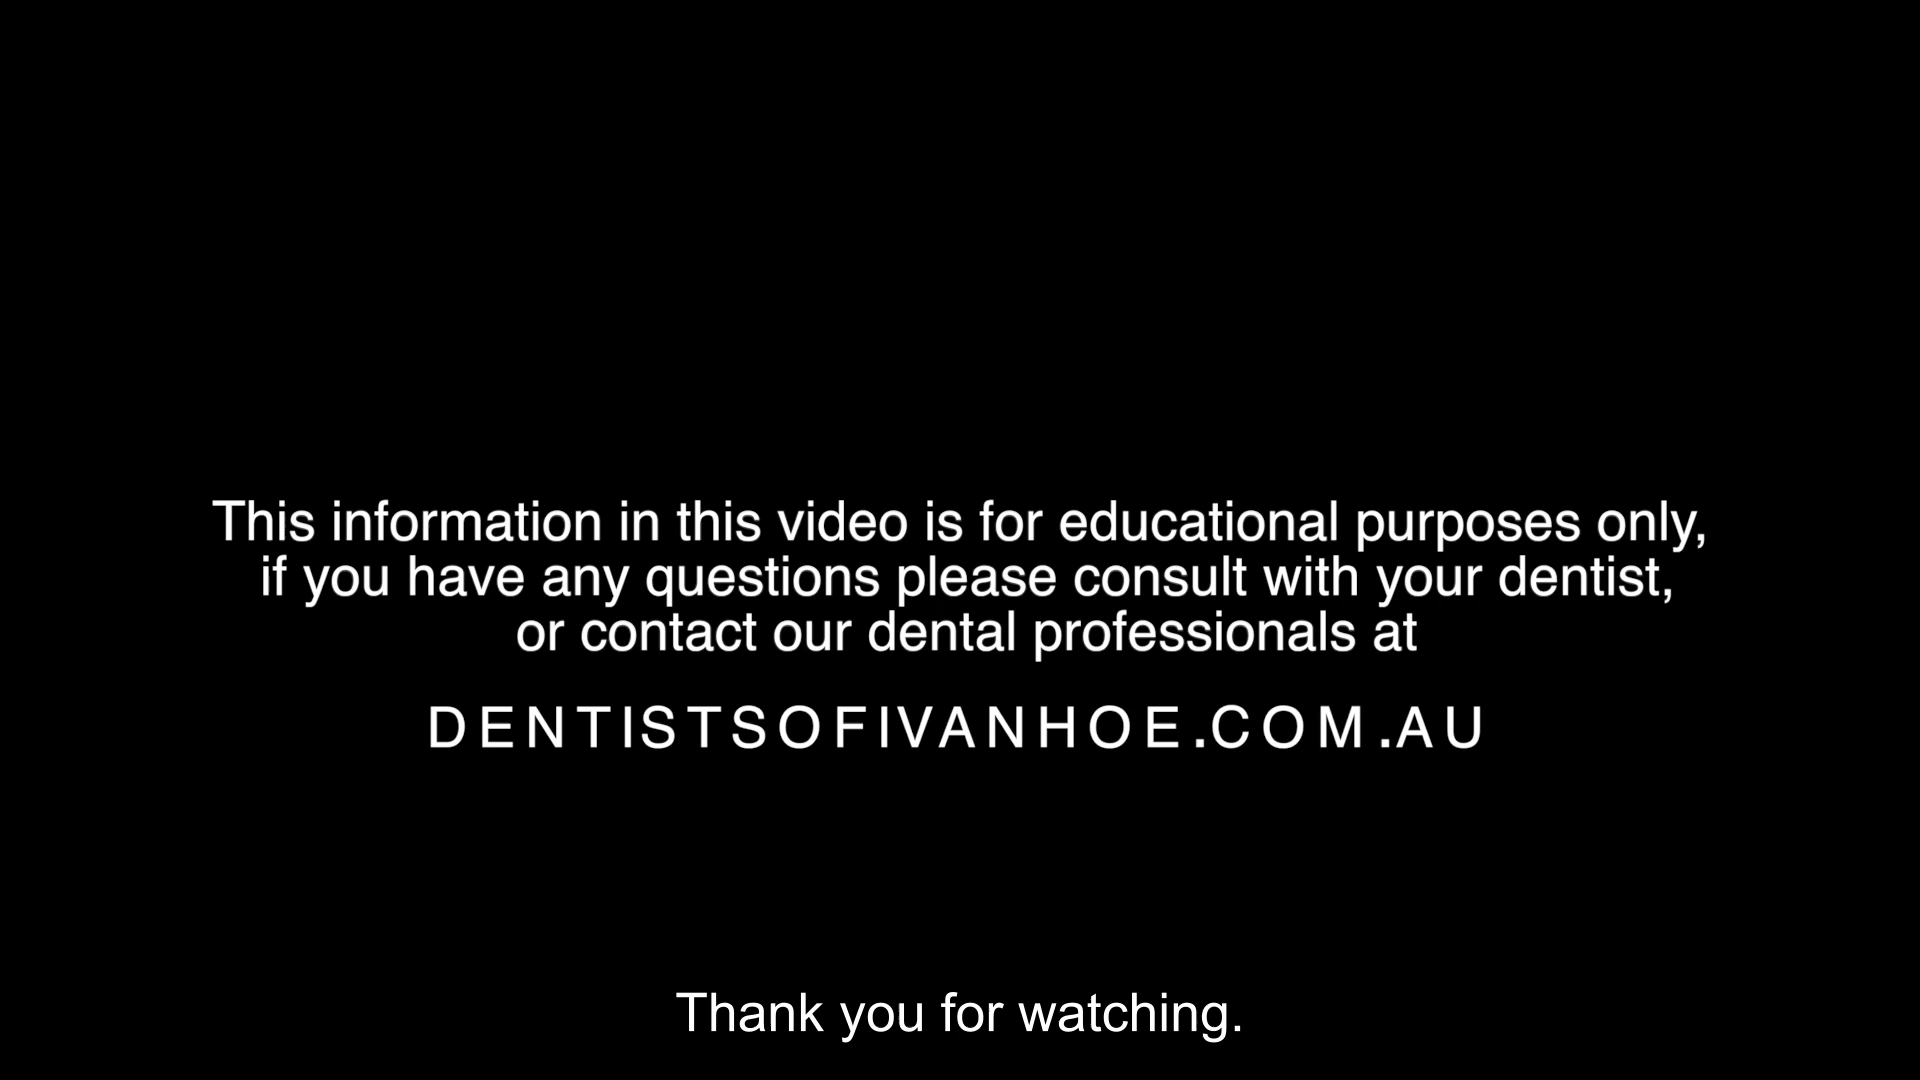 This information in this video is for educational purposes only,
if you have any questions please consult with your dentist,
or contact our dental professionals at
DENTISTSOFIVANHOE.COM.AU
Thank you for watching.